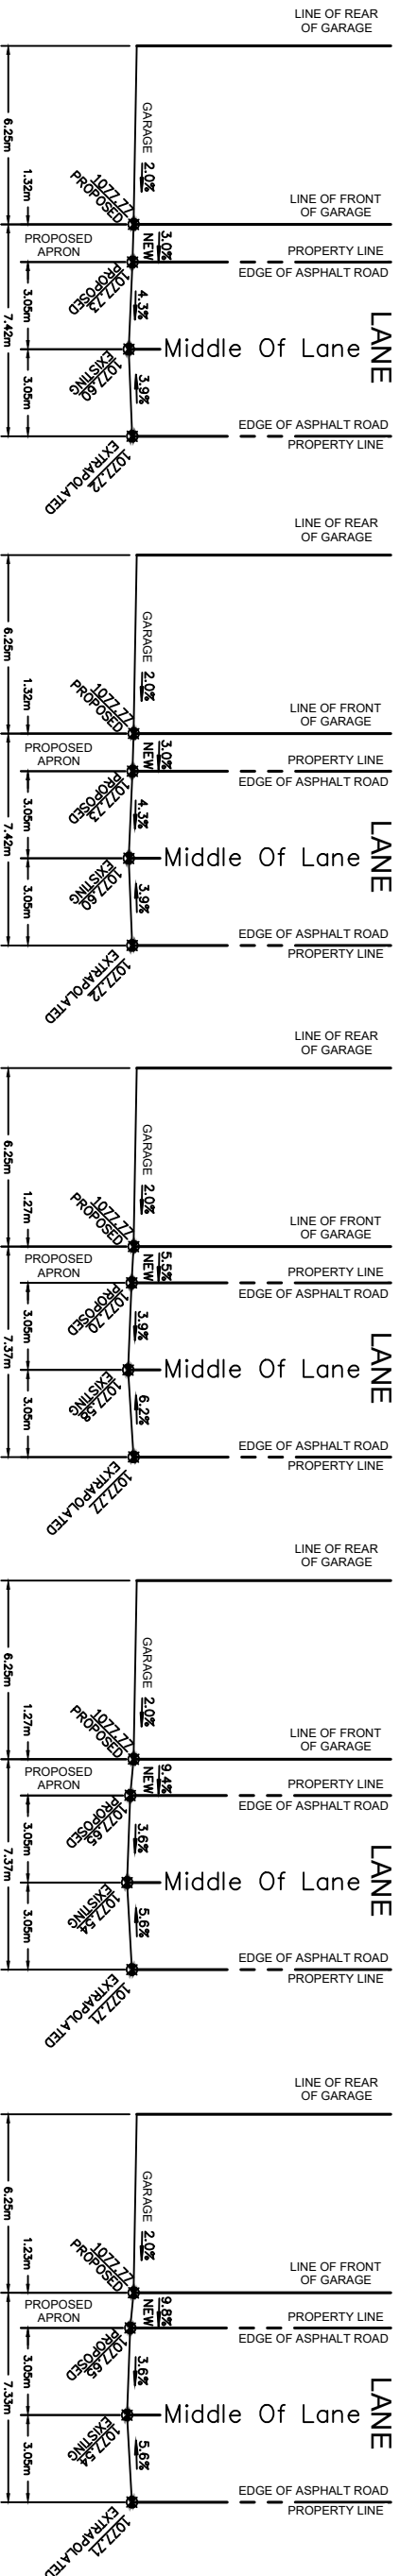 LINE OF REAR
OF GARAGE
GARAGE
2.0%
6.25m
LINE OF FRONT
OF GARAGE
1077.77
PROPOSED
1.32m
PROPOSED
APRON
3.0%
NEW
PROPERTY LINE
EDGE OF ASPHALT ROAD
1077.73
PROPOSED
4.3%
3.05m
LANE
Middle Of Lane
1077.60
EXISTING
7.42m
3.9%
3.05m
EDGE OF ASPHALT ROAD
PROPERTY LINE
1077.72
EXTRAPOLATED
LINE OF REAR
OF GARAGE
GARAGE
2.0%
6.25m
LINE OF FRONT
OF GARAGE
1077.77
PROPOSED
1.32m
PROPOSED
APRON
3.0%
NEW
PROPERTY LINE
EDGE OF ASPHALT ROAD
1077.73
PROPOSED
4.3%
3.05m
LANE
Middle Of Lane
1077.60
EXISTING
7.42m
3.9%
3.05m
EDGE OF ASPHALT ROAD
PROPERTY LINE
1077.72
EXTRAPOLATED
LINE OF REAR
OF GARAGE
GARAGE
2.0%
6.25m
LINE OF FRONT
OF GARAGE
1077.77
PROPOSED
1.27m
PROPOSED
APRON
5.5%
NEW
PROPERTY LINE
EDGE OF ASPHALT ROAD
1077.70
PROPOSED
3.9%
3.05m
LANE
Middle Of Lane
1077.58
EXISTING
7.37m
6.2%
3.05m
EDGE OF ASPHALT ROAD
PROPERTY LINE
1077.77
EXTRAPOLATED
LINE OF REAR
OF GARAGE
GARAGE
2.0%
6.25m
LINE OF FRONT
OF GARAGE
1077.77
PROPOSED
1.27m
PROPOSED
APRON
9.4%
NEW
PROPERTY LINE
EDGE OF ASPHALT ROAD
1077.65
PROPOSED
3.6%
3.05m
LANE
Middle Of Lane
1077.54
EXISTING
7.37m
5.6%
3.05m
EDGE OF ASPHALT ROAD
PROPERTY LINE
1077.71
EXTRAPOLATED
LINE OF REAR
OF GARAGE
GARAGE
2.0%
6.25m
LINE OF FRONT
OF GARAGE
1077.77
PROPOSED
1.23m
PROPOSED
APRON
9.8%
NEW
PROPERTY LINE
EDGE OF ASPHALT ROAD
1077.65
PROPOSED
3.6%
3.05m
LANE
Middle Of Lane
1077.54
EXISTING
7.33m
5.6%
3.05m
EDGE OF ASPHALT ROAD
PROPERTY LINE
1077.71
EXTRAPOLATED